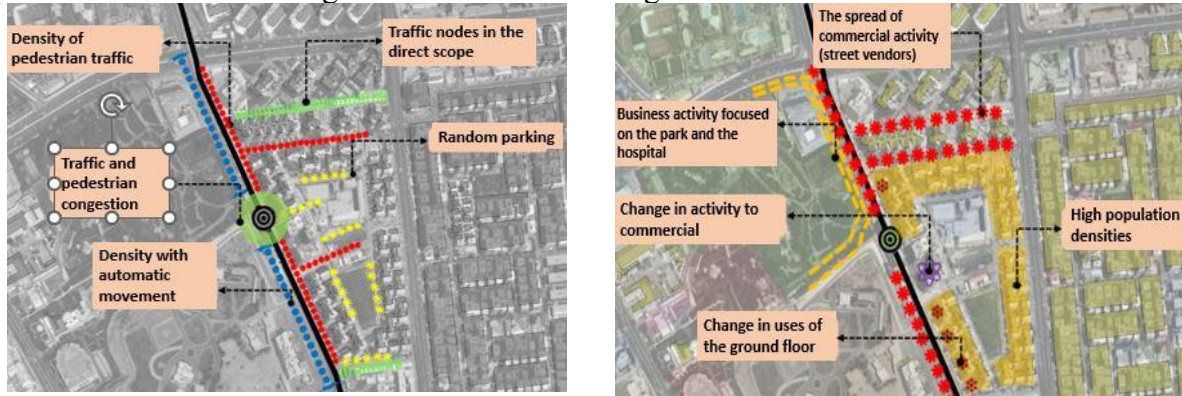 Density of
pedestrian traffic
Traffic nodes in the
direct scope
Random parking
Traffic and
pedestrian
congestion
Density with
automatic
movement
The spread of
commercial activity
(street vendors)
Business activity focused
on the park and the
hospital
Change in activity to
commercial
High population
densities
Change in uses of
the ground floor